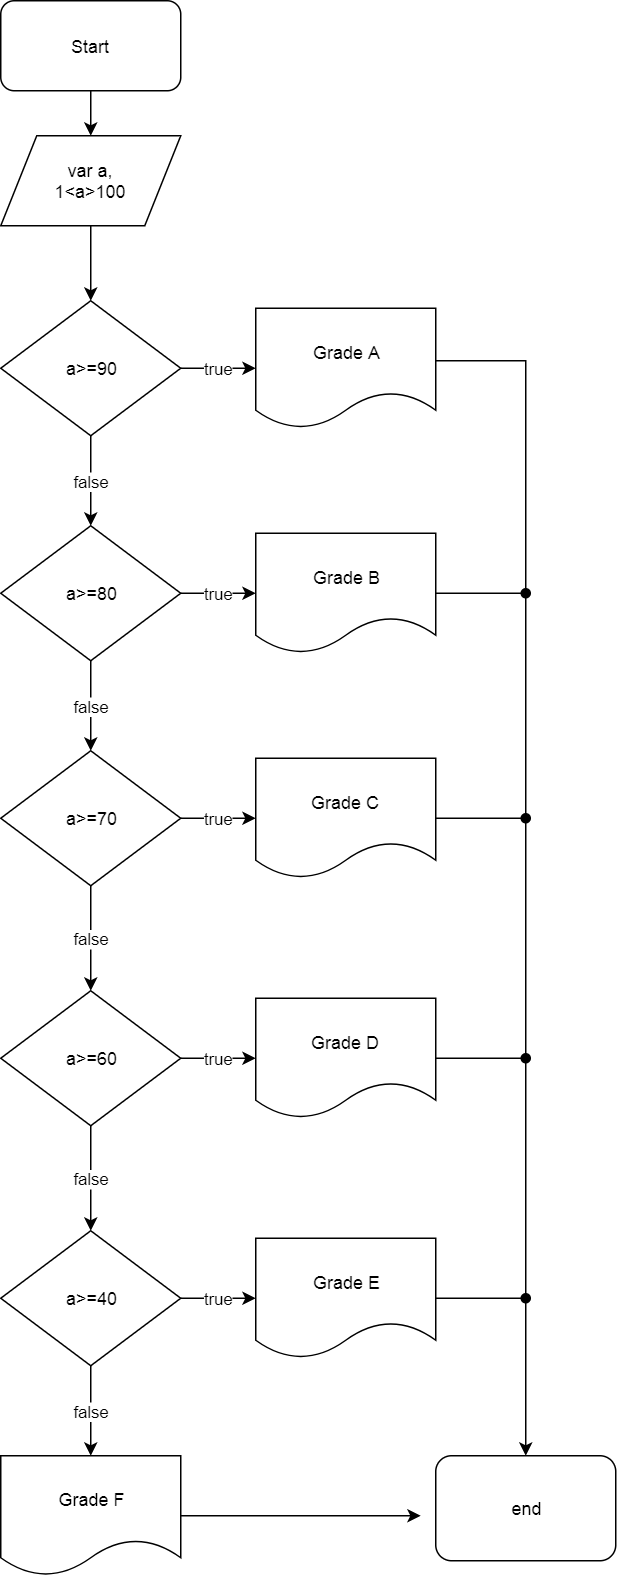 Start
var a,
1<a>100
a>=90
true
Grade A
false
a>=80
true
Grade B
false
a>=70
true
Grade C
false
a>=60
true
Grade D
false
a>=40
true
Grade E
false
Grade F
end